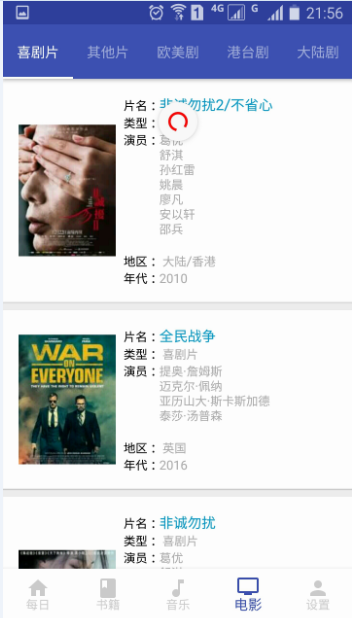 4G G 21:56
喜剧片 其他片 欧美剧 港台剧 大陆剧
片名：非诚勿扰2/不省心
类型：
演员：葛优
舒淇
孙红雷
姚晨
廖凡
安以轩
邵兵
地区：大陆/香港
年代：2010
WAR
ON
EVERYONE
片名：全民战争
类型：喜剧片
演员：提奥·詹姆斯
迈克尔·佩纳
亚历山大·斯卡斯加德
泰莎·汤普森
地区：英国
年代：2016
片名：非诚勿扰
类型：喜剧片
演员：葛优
每日 书籍 音乐 电影 设置